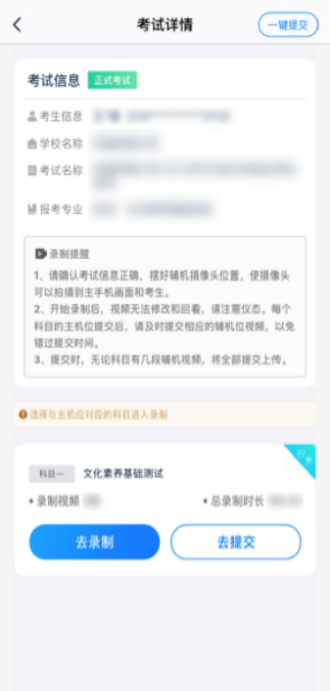 考试详情
一键提交
考试信息 正式考试
考生信息
学校名称
考试名称
报考专业
录制提醒
1、请确认考试信息正确，摆好辅机摄像头位置，使摄像头
可以拍摄到主手机画面和考生。
2、开始录制后，视频无法修改和回看，请注意仪态。每个
科目的主机位提交后，请及时提交相应的辅机位视频，以免
错过提交时间。
3、提交时，无论科目有几段辅机视频，将全部提交上传。
选择与主机位对应的科目进入录制
科目一 文化素养基础测试
• 录制视频
• 总录制时长
去录制
去提交